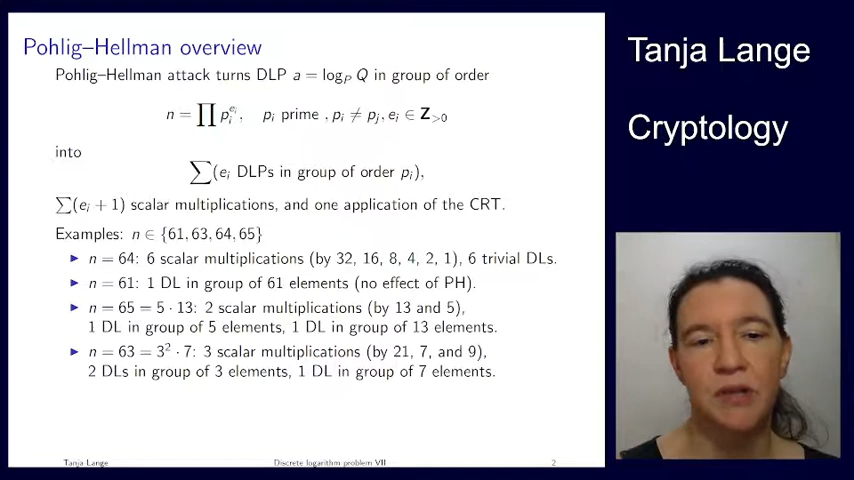 Pohlig–Hellman overview
Pohlig–Hellman attack turns DLP a = log_P Q in group of order
n = ∏ p_i^{e_i}, p_i prime , p_i ≠ p_j, e_i ∈ Z_{>0}
into
∑(e_i DLPs in group of order p_i),
∑(e_i + 1) scalar multiplications, and one application of the CRT.
Examples: n ∈ {61, 63, 64, 65}
▶ n = 64: 6 scalar multiplications (by 32, 16, 8, 4, 2, 1), 6 trivial DLs.
▶ n = 61: 1 DL in group of 61 elements (no effect of PH).
▶ n = 65 = 5 · 13: 2 scalar multiplications (by 13 and 5),
1 DL in group of 5 elements, 1 DL in group of 13 elements.
▶ n = 63 = 3² · 7: 3 scalar multiplications (by 21, 7, and 9),
2 DLs in group of 3 elements, 1 DL in group of 7 elements.
Tanja Lange
Discrete logarithm problem VII
2
Tanja Lange
Cryptology